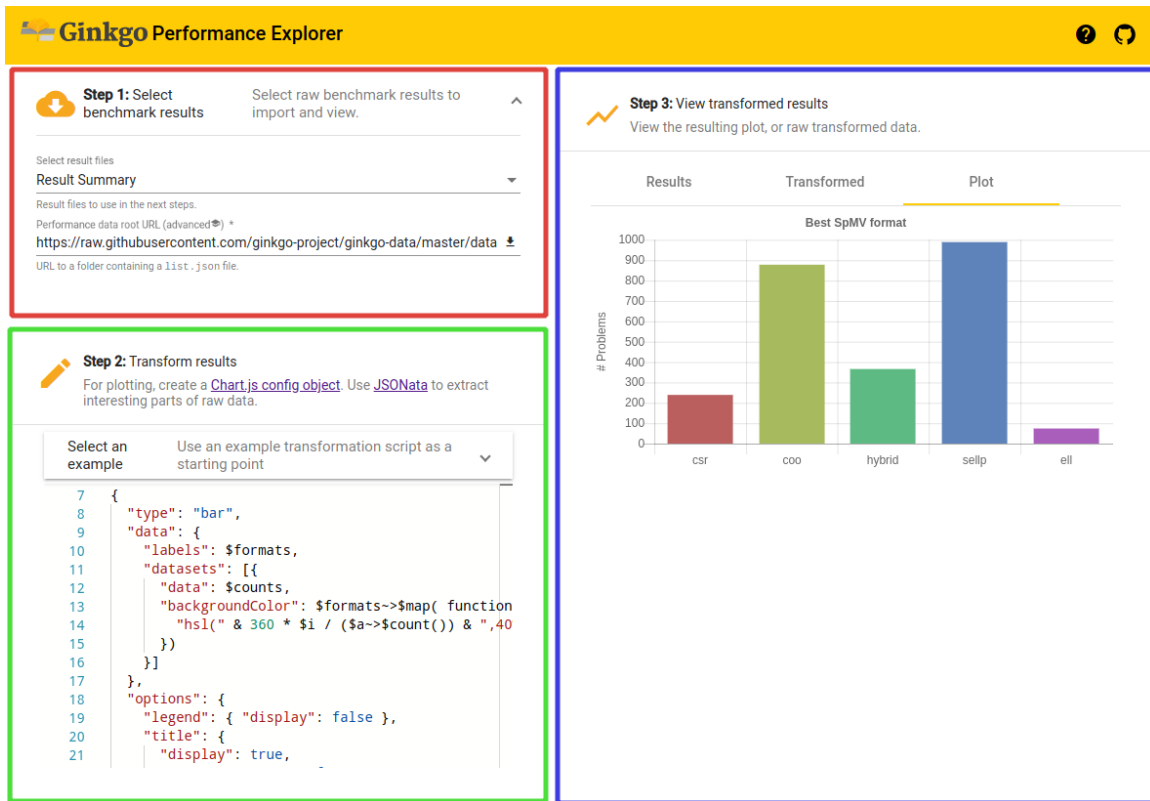 Ginkgo Performance Explorer
Step 1: Select
benchmark results
Select raw benchmark results to
import and view.
Select result files
Result Summary
Result files to use in the next steps.
Performance data root URL (advanced) *
https://raw.githubusercontent.com/ginkgo-project/ginkgo-data/master/data
URL to a folder containing a list.json file.
Step 2: Transform results
For plotting, create a Chart.js config object. Use JSONata to extract
interesting parts of raw data.
Select an
example
Use an example transformation script as a
starting point
7 {
8 "type": "bar",
9 "data": {
10 "labels": $formats,
11 "datasets": [{
12 "data": $counts,
13 "backgroundColor": $formats~>$map( function
14 "hsl(" & 360 * $i / ($a~>$count()) & ",40
15 })
16 }]
17 },
18 "options": {
19 "legend": { "display": false },
20 "title": {
21 "display": true,
Step 3: View transformed results
View the resulting plot, or raw transformed data.
Results Transformed Plot
Best SpMV format
# Problems
1000
900
800
700
600
500
400
300
200
100
0
csr coo hybrid sellp ell